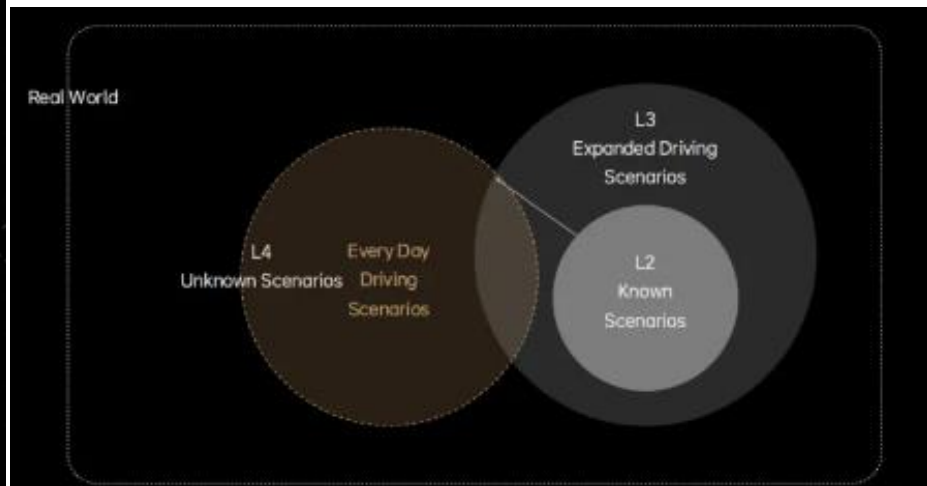 Real World
L3
Expanded Driving
Scenarios
L4
Unknown Scenarios
Every Day
Driving
Scenarios
L2
Known
Scenarios